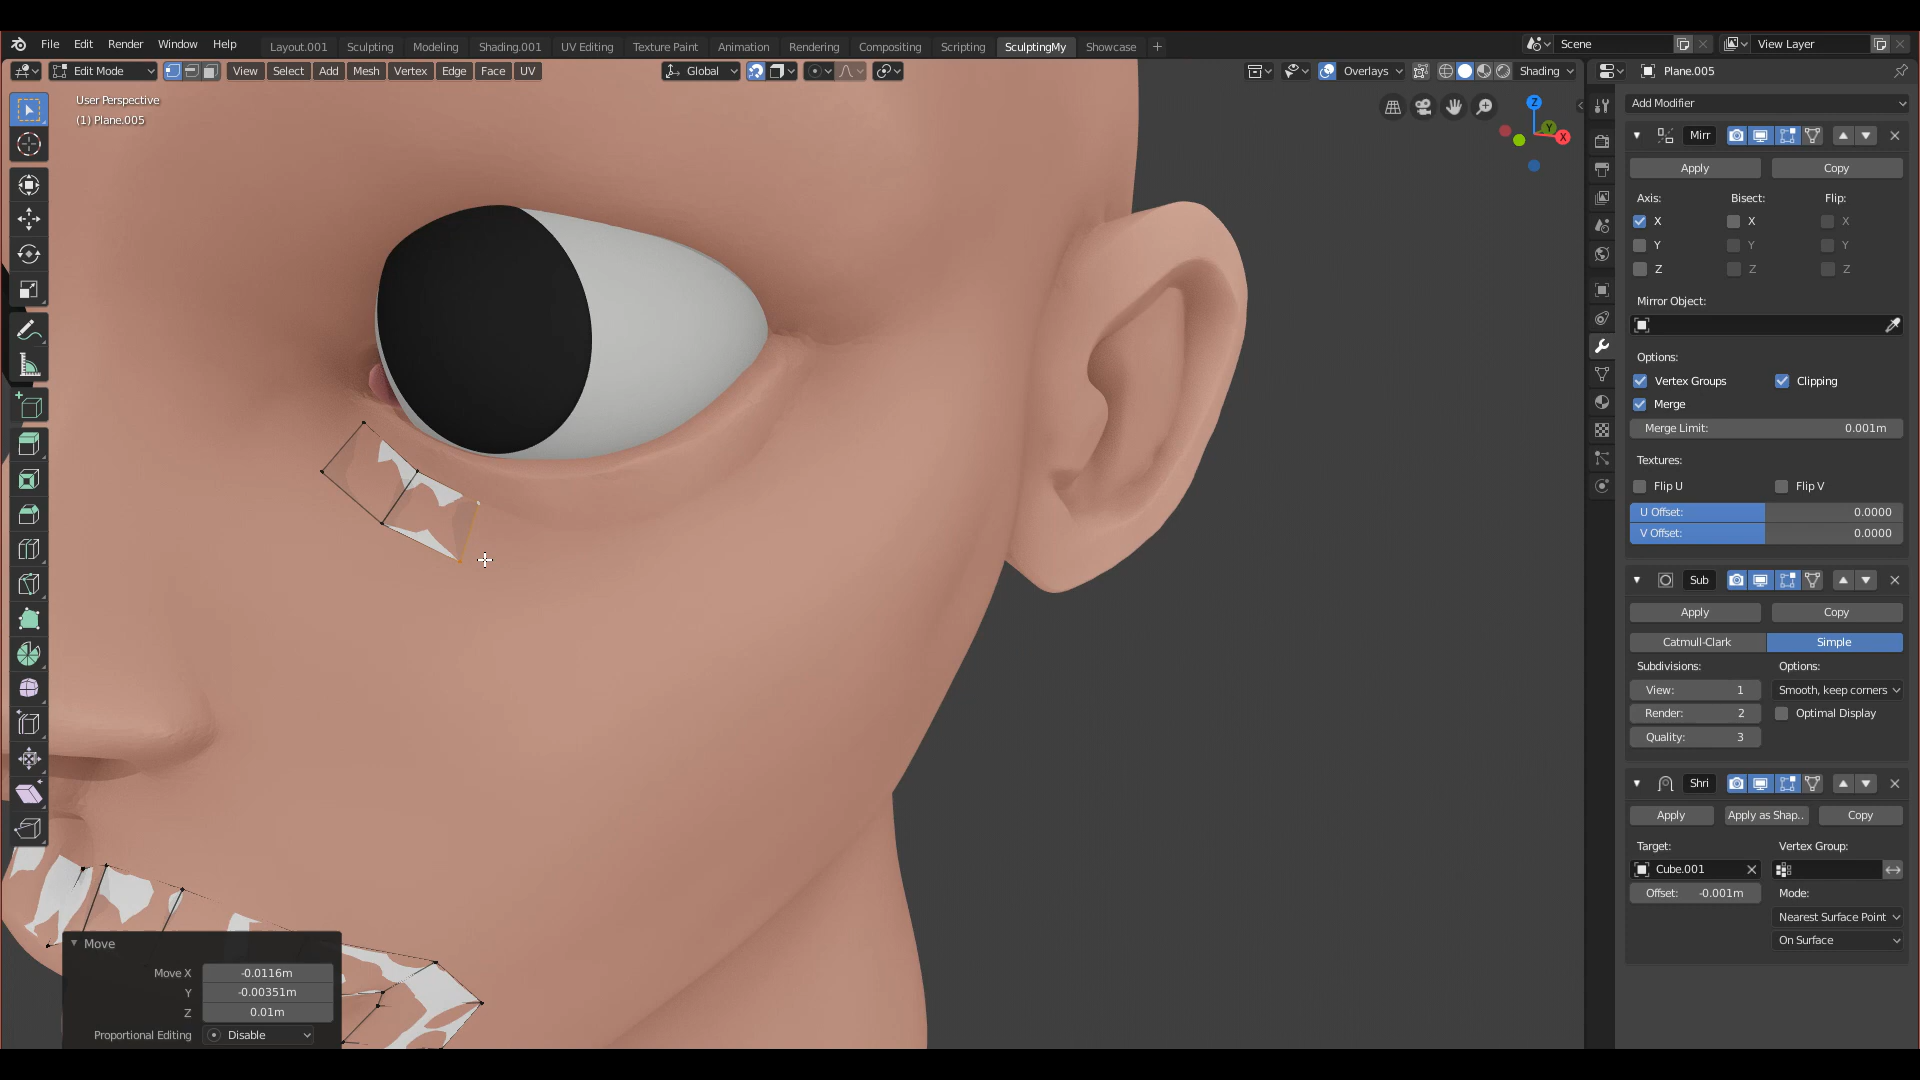 File Edit Render Window Help Layout.001 Sculpting Modeling Shading.001 UV Editing Texture Paint Animation Rendering Compositing Scripting SculptingMy Showcase + Scene View Layer
Edit Mode View Select Add Mesh Vertex Edge Face UV Global Overlays Shading Plane.005
User Perspective
(1) Plane.005
Z
Y
X
Add Modifier
Mirr
Apply Copy
Axis: Bisect: Flip:
X X X
Y Y Y
Z Z Z
Mirror Object:
Options:
Vertex Groups Clipping
Merge
Merge Limit: 0.001m
Textures:
Flip U Flip V
U Offset: 0.0000
V Offset: 0.0000
Sub
Apply Copy
Catmull-Clark Simple
Subdivisions: Options:
View: 1 Smooth, keep corners
Render: 2 Optimal Display
Quality: 3
Shri
Apply Apply as Shap.. Copy
Target: Vertex Group:
Cube.001
Offset: -0.001m Mode:
Nearest Surface Point
On Surface
Move
Move X -0.0116m
Y -0.00351m
Z 0.01m
Proportional Editing Disable